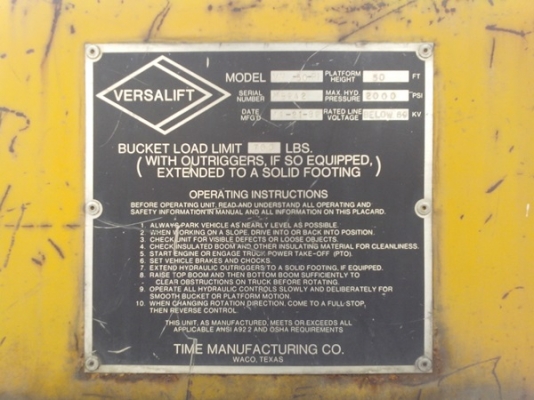 VERSALIFT
MODEL PLATFORM HEIGHT 50 FT
SERIAL NUMBER MAX. HYD. PRESSURE 2000 PSI
DATE MFG'D RATED LINE VOLTAGE BELOW KV
BUCKET LOAD LIMIT LBS.
(WITH OUTRIGGERS, IF SO EQUIPPED,
EXTENDED TO A SOLID FOOTING)
OPERATING INSTRUCTIONS
BEFORE OPERATING UNIT, READ AND UNDERSTAND ALL OPERATING AND
SAFETY INFORMATION IN MANUAL AND ALL INFORMATION ON THIS PLACARD.
1. ALWAYS PARK VEHICLE AS NEARLY LEVEL AS POSSIBLE.
2. WHEN WORKING ON A SLOPE, DRIVE INTO OR BACK INTO POSITION.
3. CHECK UNIT FOR VISIBLE DEFECTS OR LOOSE OBJECTS.
4. CHECK INSULATED BOOM AND OTHER INSULATING MATERIAL FOR CLEANLINESS.
5. START ENGINE OR ENGAGE TRUCK POWER TAKE-OFF (PTO).
6. SET VEHICLE BRAKES AND CHOCKS.
7. EXTEND HYDRAULIC OUTRIGGERS TO A SOLID FOOTING, IF EQUIPPED.
8. RAISE TOP BOOM AND THEN BOTTOM BOOM SUFFICIENTLY TO
CLEAR OBSTRUCTIONS ON TRUCK BEFORE ROTATING.
9. OPERATE ALL HYDRAULIC CONTROLS SLOWLY AND DELIBERATELY FOR
SMOOTH BUCKET OR PLATFORM MOTION.
10. WHEN CHANGING ROTATION DIRECTION, COME TO A FULL STOP,
THEN REVERSE CONTROL.
THIS UNIT, AS MANUFACTURED, MEETS OR EXCEEDS ALL
APPLICABLE ANSI A92.2 AND OSHA REQUIREMENTS
TIME MANUFACTURING CO.
WACO, TEXAS